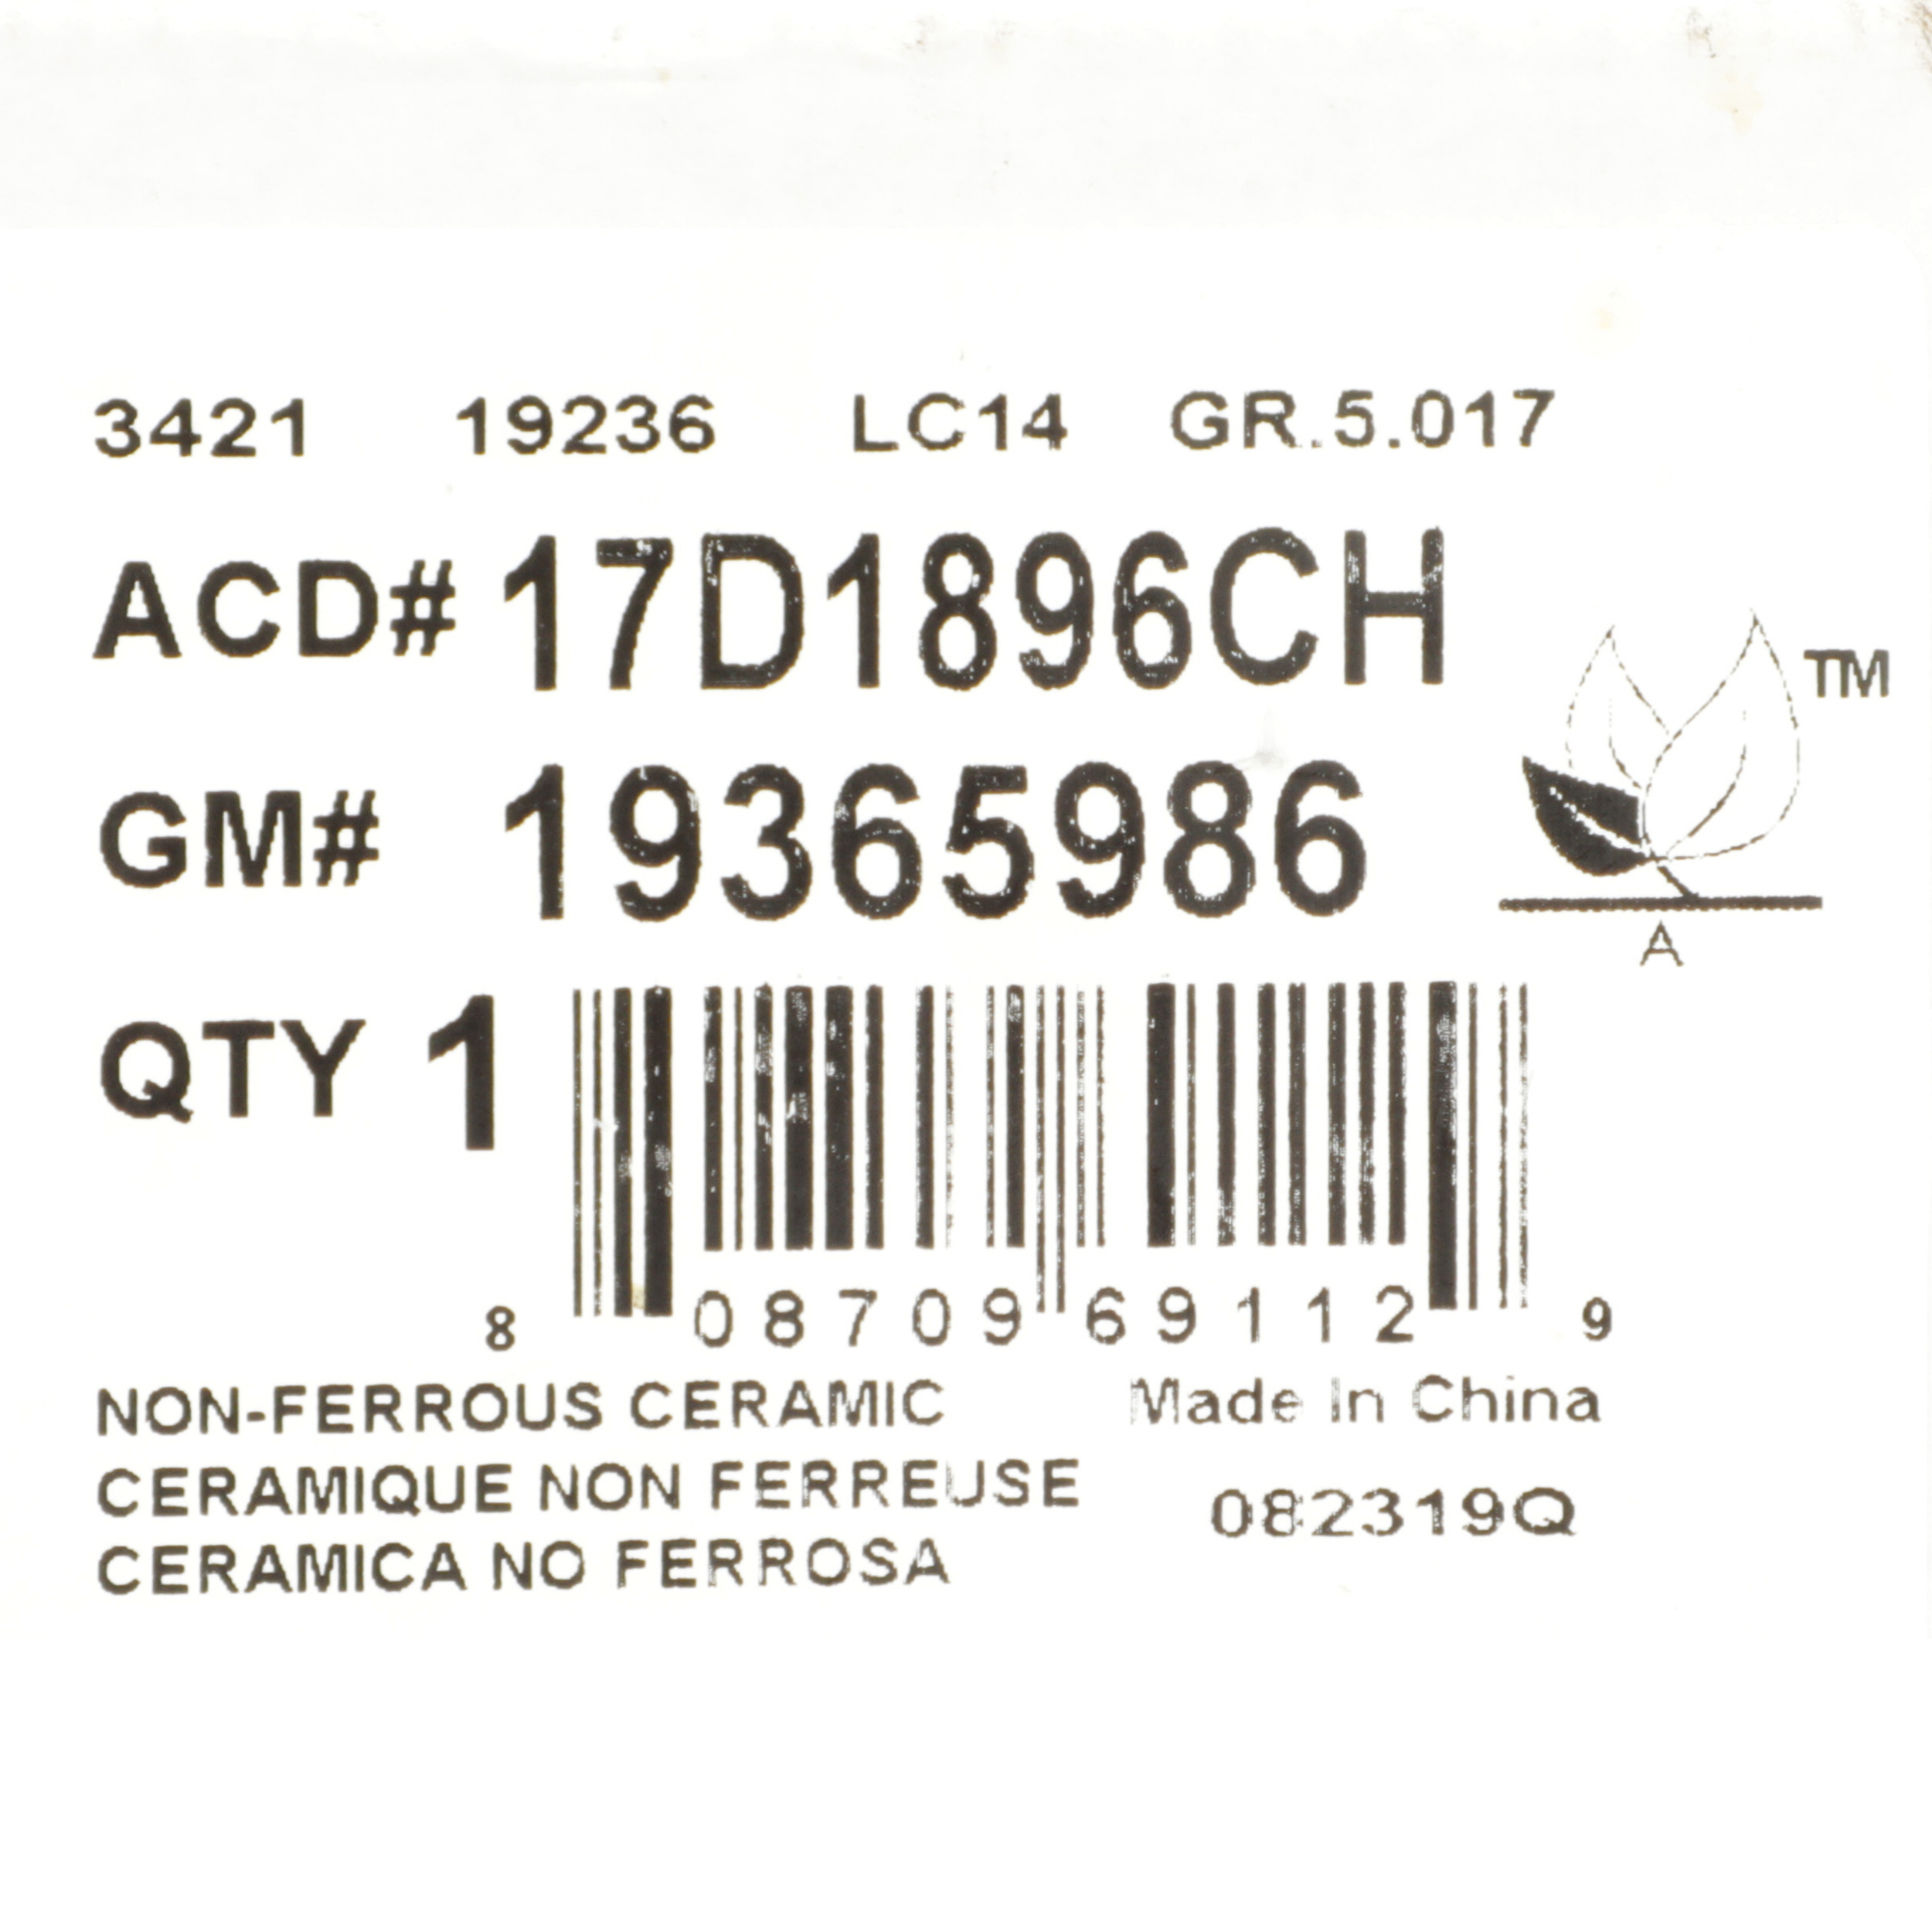 3421 19236 LC14 GR.5.017
ACD# 17D1896CH
TM
GM# 19365986
A
QTY 1
8 08709 69112 9
NON-FERROUS CERAMIC
Made In China
CERAMIQUE NON FERREUSE
082319Q
CERAMICA NO FERROSA